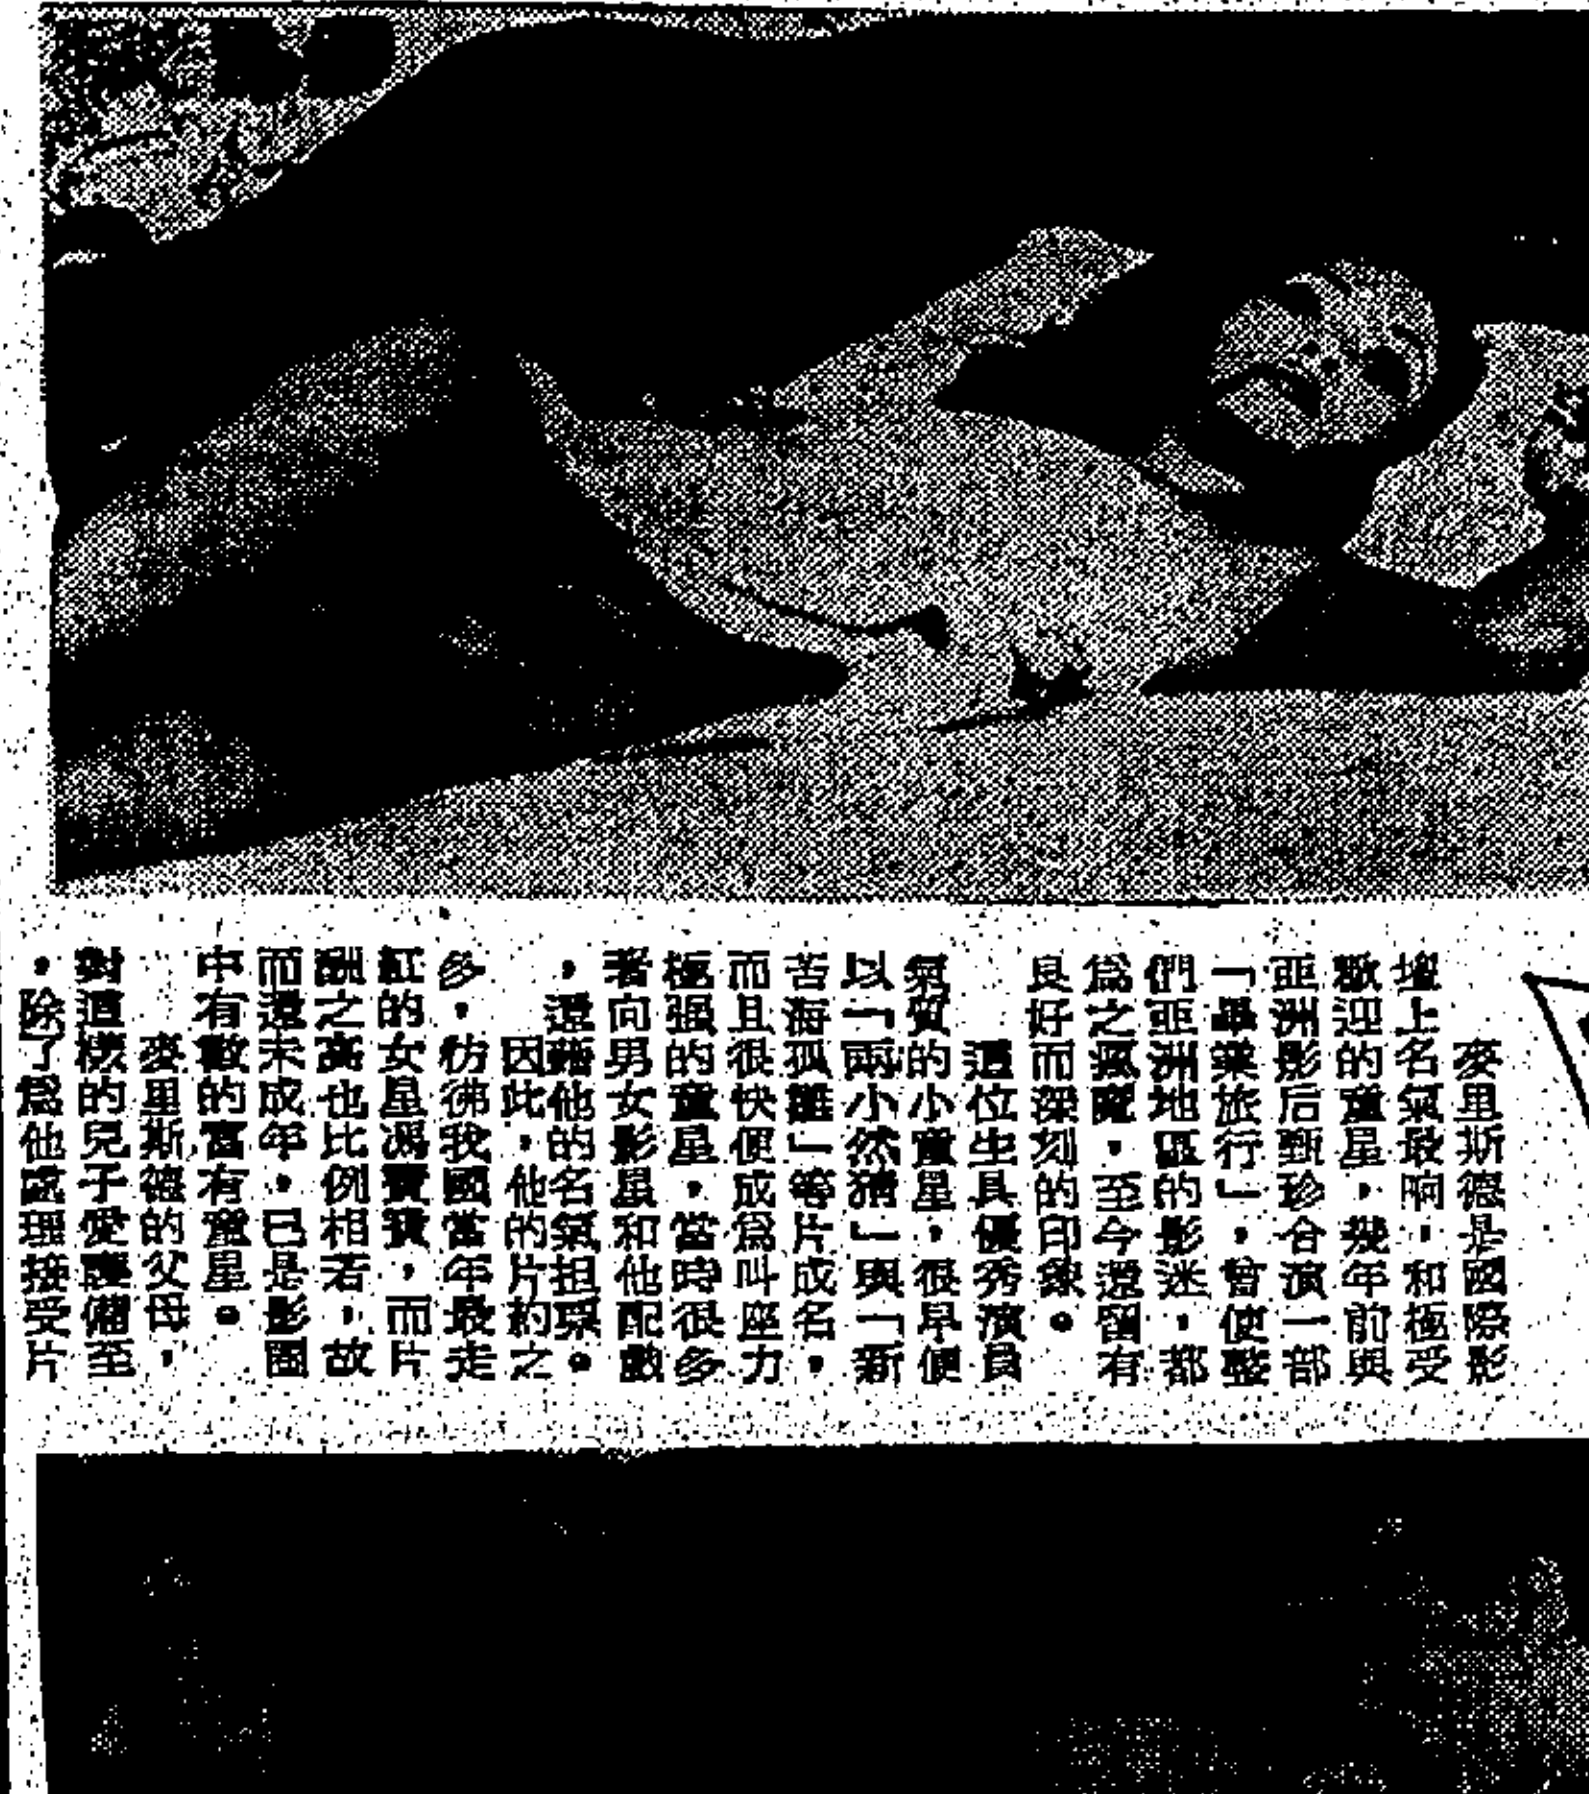 麥里斯德是國際影
壇上名氣最响，和極受
歡迎的童星，幾年前與
亞洲影后甄珍合演一部
「畢業旅行」，曾使整
們亞洲地區的影迷，都
爲之瘋魔，至今還留有
良好而深刻的印象。
這位生具優秀演員
氣質的小童星，很早便
以「兩小然猜」與「新
苦海孤雛」等片成名，
而且很快便成爲叫座力
極强的童星，當時很多
著向男女影星和他配戲
，還藉他的名氣担票。
因此，他的片約之
多，彷彿我國當年最走
紅的女星馮寶寶，而片
酬之高也比例相若，故
而還未成年，已是影圈
中有數的富有童星。
麥里斯德的父母，
對這樣的兒子愛護備至
，除了爲他處理接受片